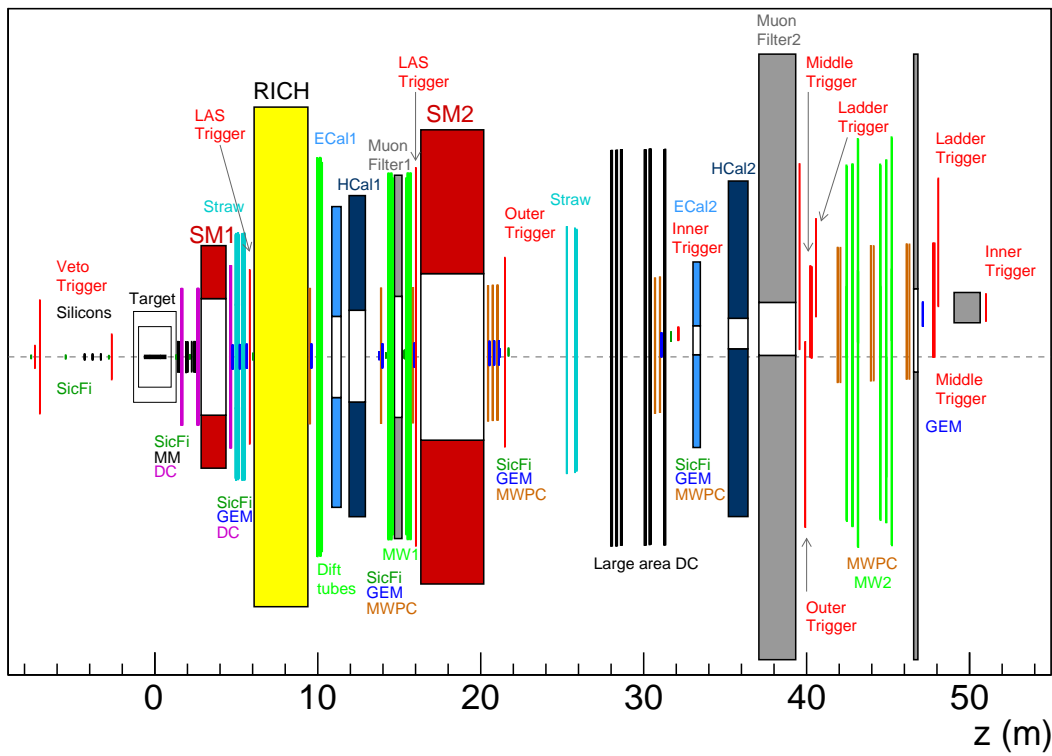 Muon
Filter2
LAS
Trigger
Middle
Trigger
RICH
LAS
Trigger
SM2
Ladder
Trigger
ECal1
Muon
Filter1
Ladder
Trigger
HCal1
HCal2
Straw
Straw
ECal2
Outer
Trigger
Inner
Trigger
SM1
Inner
Trigger
Veto
Trigger
Target
Silicons
SicFi
Middle
Trigger
GEM
SicFi
MM
DC
SicFi
GEM
MWPC
SicFi
GEM
MWPC
SicFi
GEM
DC
Dift
tubes
MW1
SicFi
GEM
MWPC
Large area DC
MWPC
MW2
Outer
Trigger
0 10 20 30 40 50
z (m)